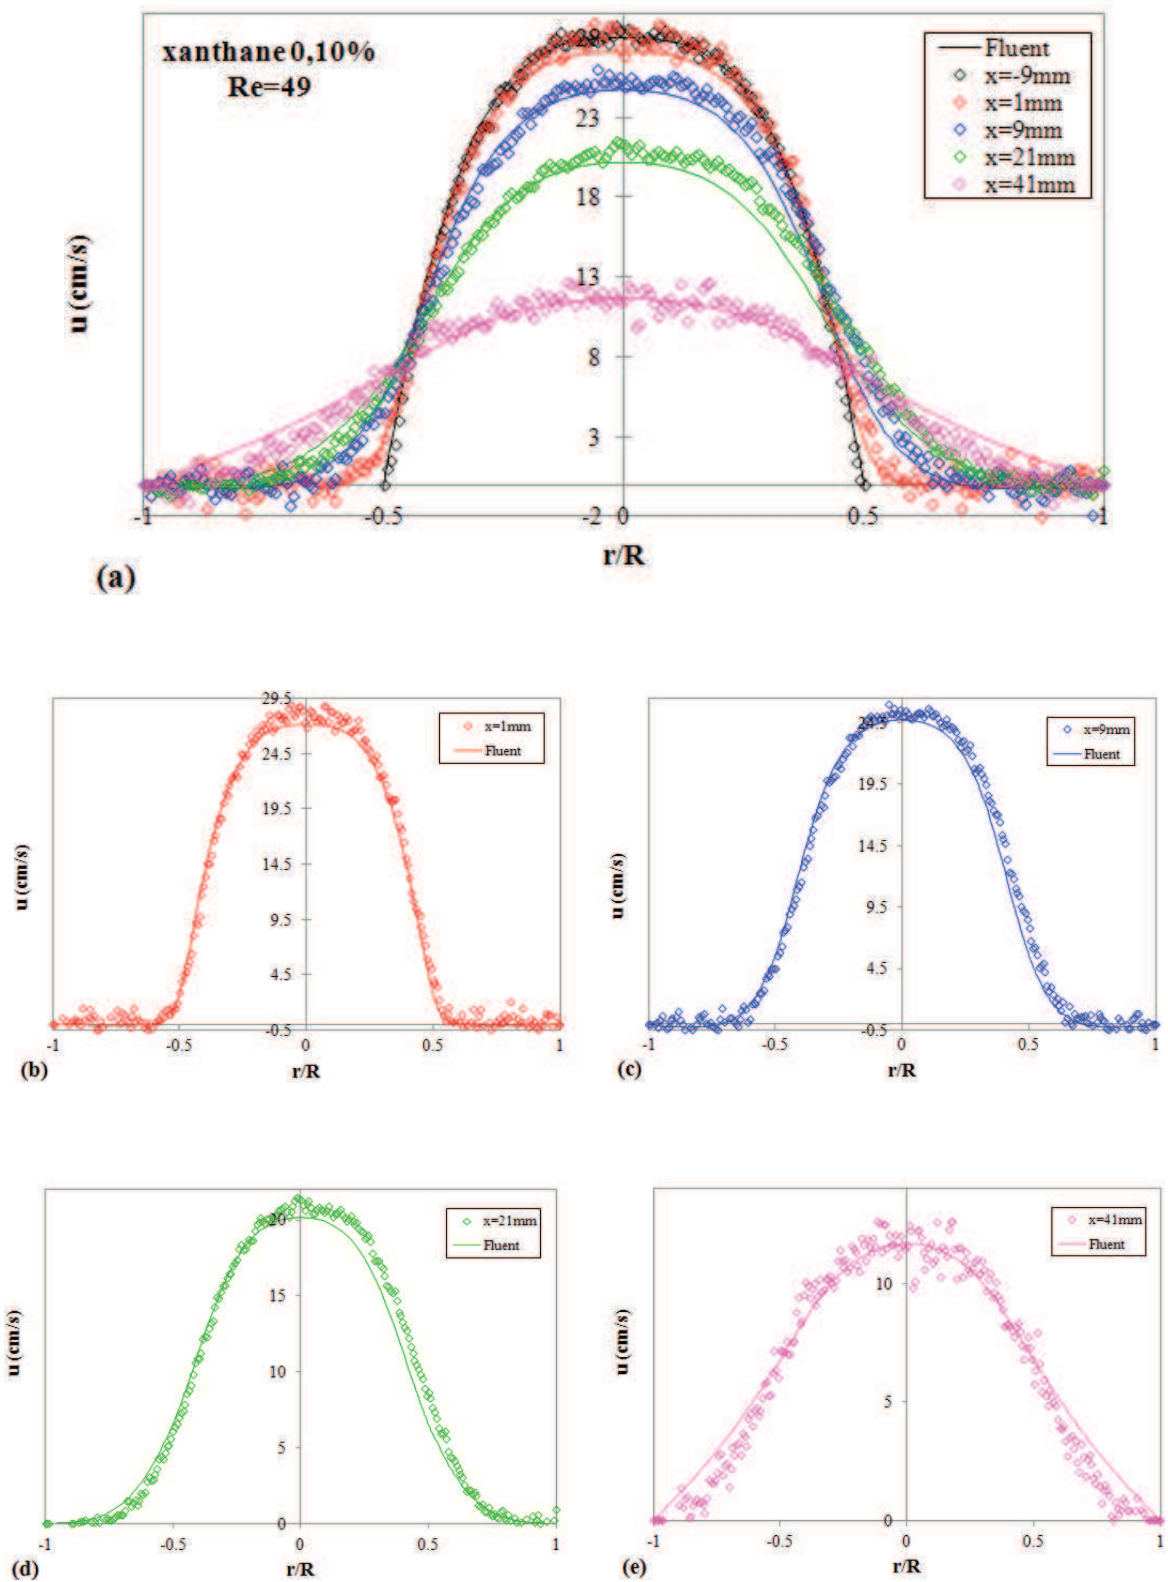 xanthane 0,10%
Re=49
Fluent
x=-9mm
x=1mm
x=9mm
x=21mm
x=41mm
28
23
18
13
8
3
-2
-1
-0.5
0
0.5
1
u (cm/s)
r/R
(a)
29.5
24.5
19.5
14.5
9.5
4.5
-0.5
-1
-0.5
0
0.5
1
x=1mm
Fluent
u (cm/s)
r/R
(b)
24.5
19.5
14.5
9.5
4.5
-0.5
-1
-0.5
0
0.5
1
x=9mm
Fluent
u (cm/s)
r/R
(c)
20
15
10
5
0
-1
-0.5
0
0.5
1
x=21mm
Fluent
u (cm/s)
r/R
(d)
10
5
0
-1
-0.5
0
0.5
1
x=41mm
Fluent
u (cm/s)
r/R
(e)